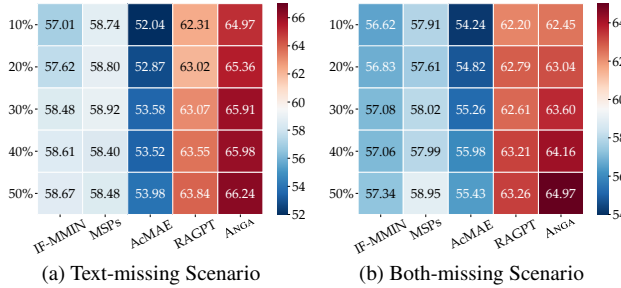 10% 57.01 58.74 52.04 62.31 64.97
20% 57.62 58.80 52.87 63.02 65.36
30% 58.48 58.92 53.58 63.07 65.91
40% 58.61 58.40 53.52 63.55 65.98
50% 58.67 58.48 53.98 63.84 66.24
IF-MMIN MSPs AcMAE RAGPT ANGA
66
64
62
60
58
56
54
52
(a) Text-missing Scenario
10% 56.62 57.91 54.24 62.20 62.45
20% 56.83 57.61 54.82 62.79 63.04
30% 57.08 58.02 55.26 62.61 63.60
40% 57.06 57.99 55.98 63.21 64.16
50% 57.34 58.95 55.43 63.26 64.97
IF-MMIN MSPs AcMAE RAGPT ANGA
(b) Both-missing Scenario